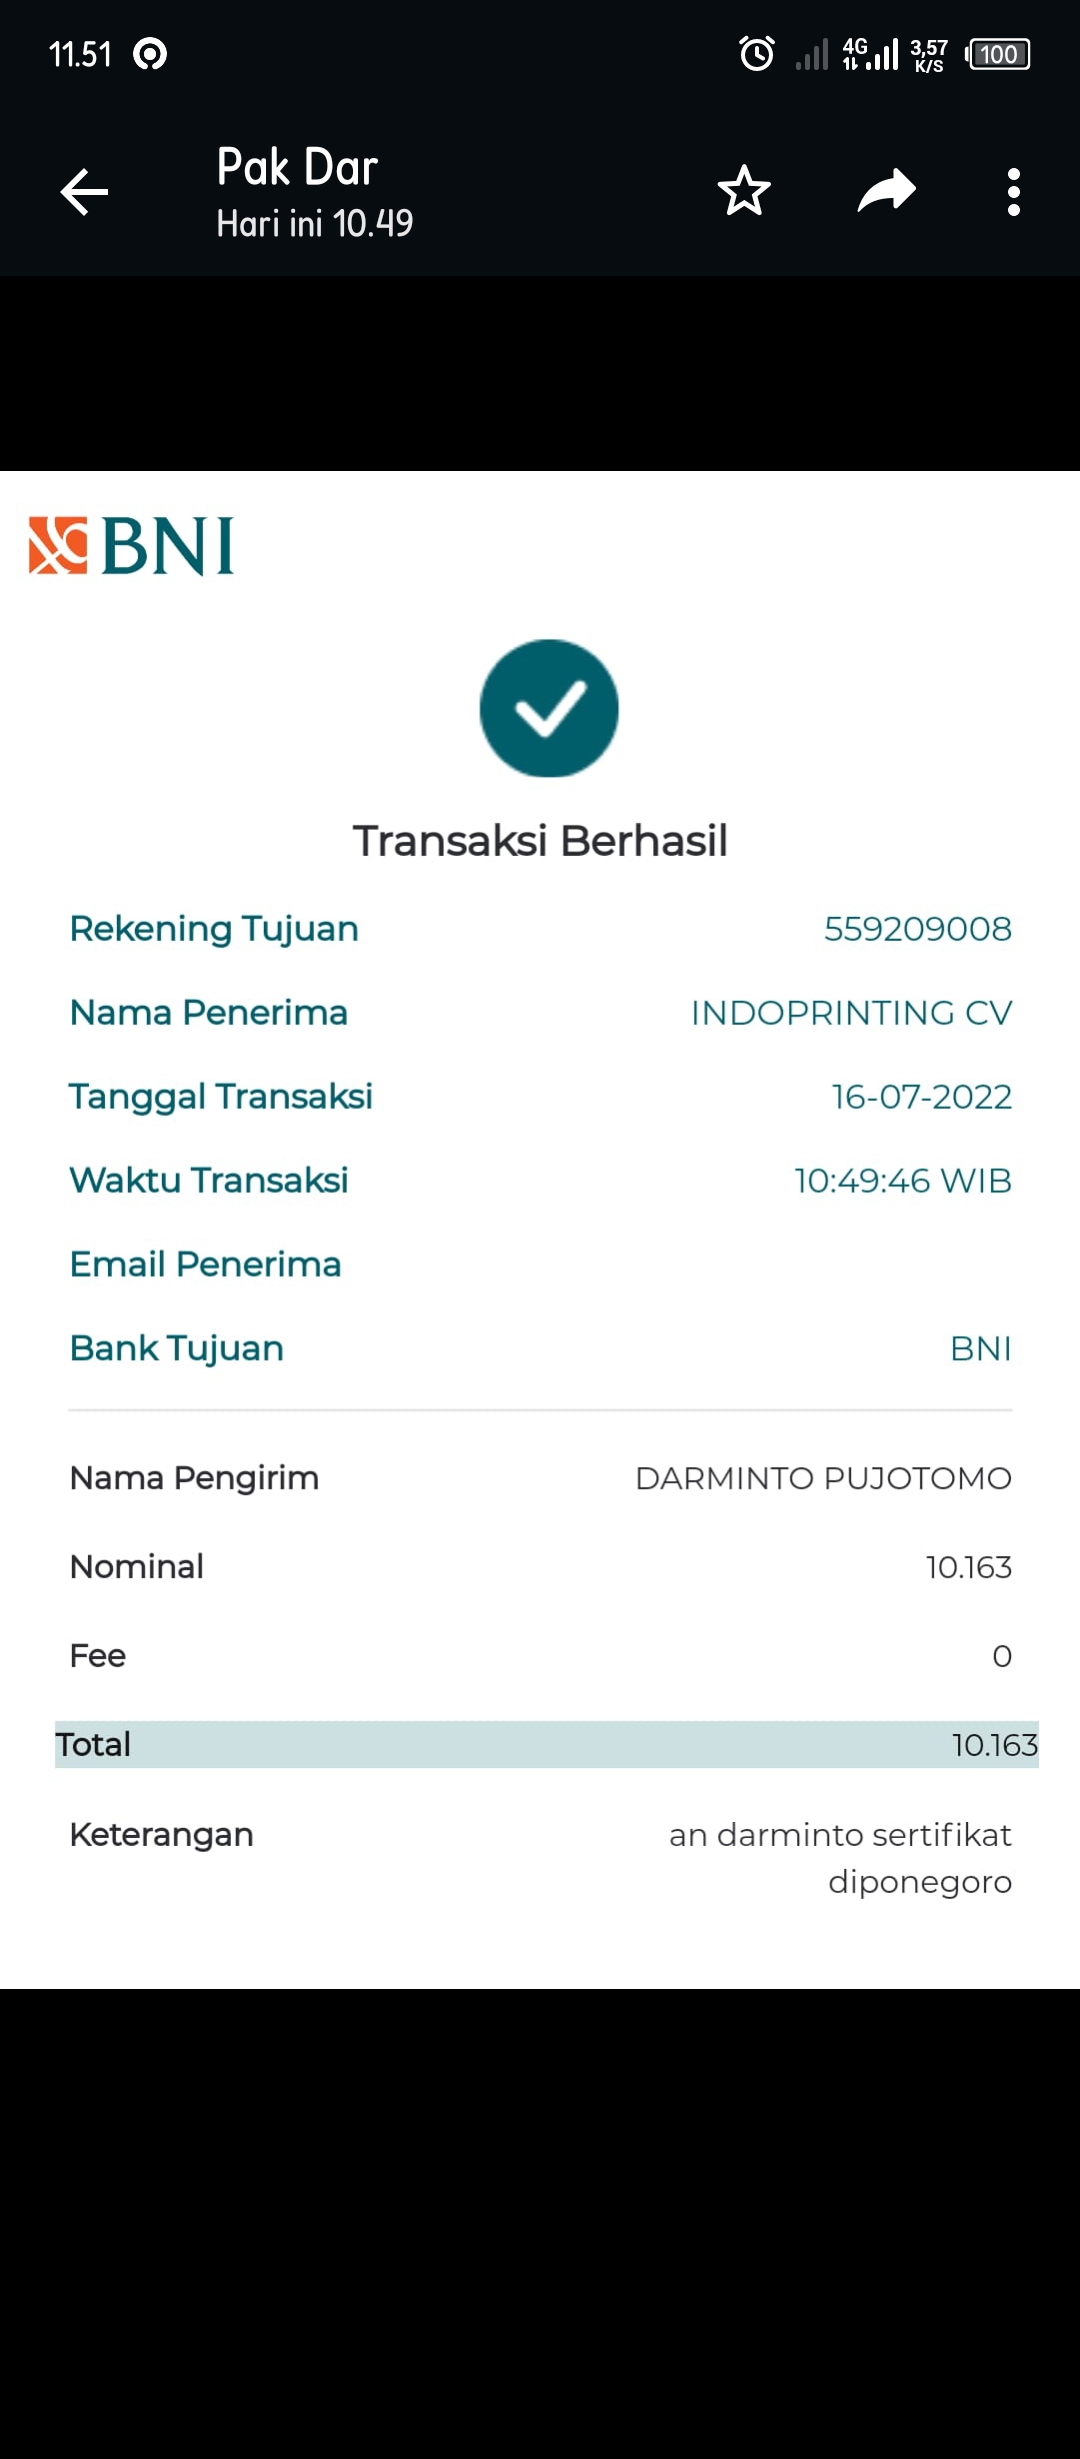 11.51
4G
3,57
K/S
100
Pak Dar
Hari ini 10.49
BNI
Transaksi Berhasil
Rekening Tujuan 559209008
Nama Penerima INDOPRINTING CV
Tanggal Transaksi 16-07-2022
Waktu Transaksi 10:49:46 WIB
Email Penerima
Bank Tujuan BNI
Nama Pengirim DARMINTO PUJOTOMO
Nominal 10.163
Fee 0
Total 10.163
Keterangan an darminto sertifikat
diponegoro